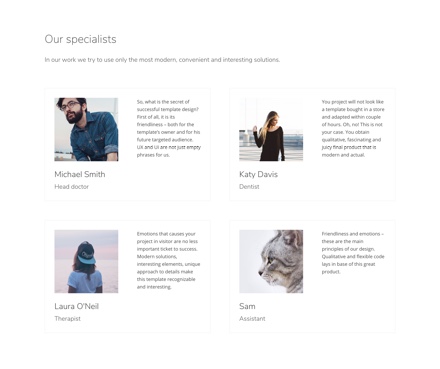 Our specialists
In our work we try to use only the most modern, convenient and interesting solutions.
So, what is the secret of
successful template design?
First of all, it is its
friendliness – both for the
template's owner and for his
future targeted audience.
UX and UI are not just empty
phrases for us.
Michael Smith
Head doctor
You project will not look like
a template bought in a store
and adapted within couple
of hours. Oh, no! This is not
your case. You obtain
qualitative, fascinating and
juicy final product that is
modern and actual.
Katy Davis
Dentist
Emotions that causes your
project in visitor are no less
important ticket to success.
Modern solutions,
interesting elements, unique
approach to details make
this template recognizable
and interesting.
Laura O'Neil
Therapist
Friendliness and emotions –
these are the main
principles of our design.
Qualitative and flexible code
lays in base of this great
product.
Sam
Assistant